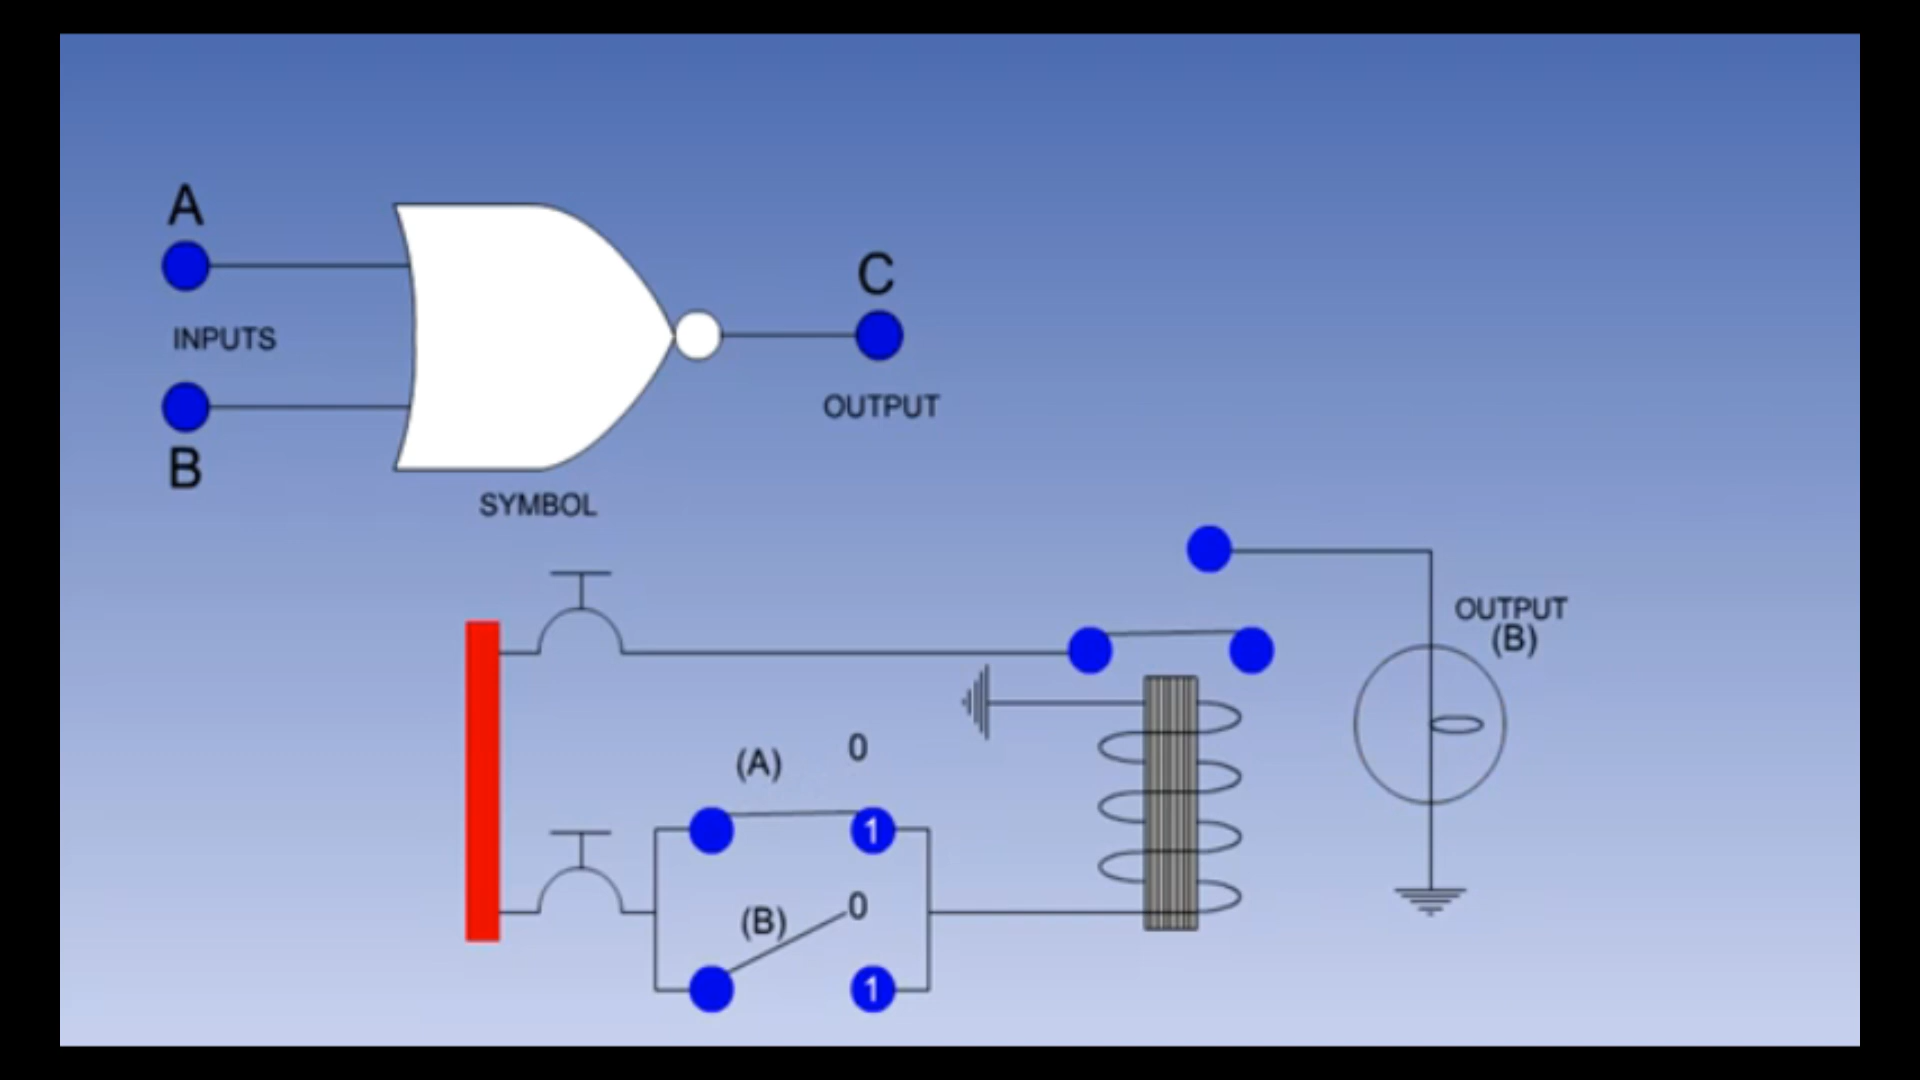 A
C
INPUTS
OUTPUT
B
SYMBOL
OUTPUT
(B)
(A)
0
1
(B)
0
1